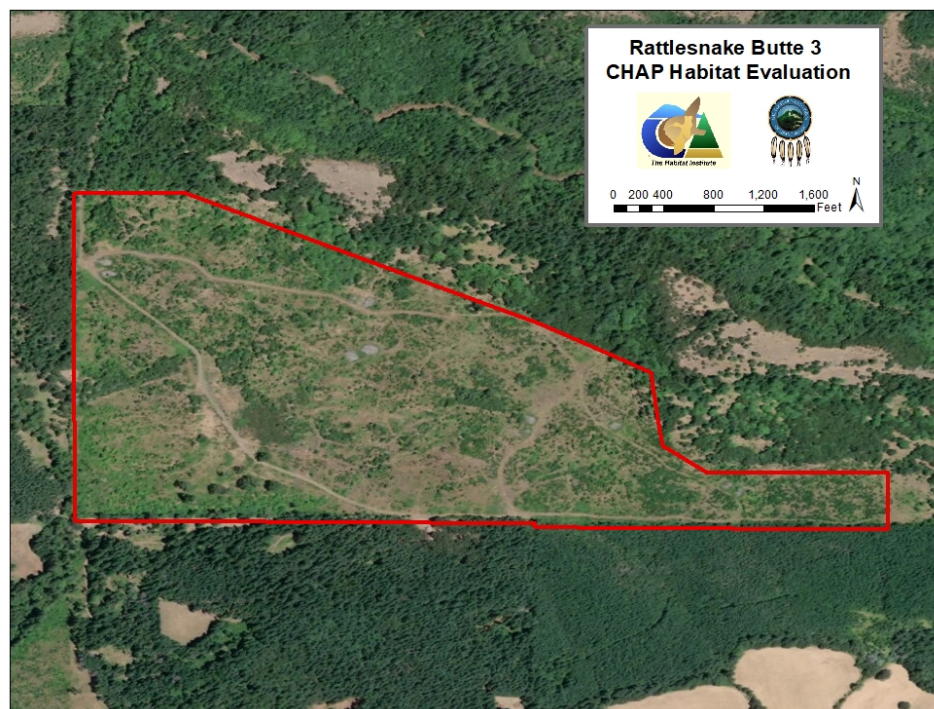 Rattlesnake Butte 3
CHAP Habitat Evaluation
The Habitat Institute
N
0 200 400 800 1,200 1,600
Feet